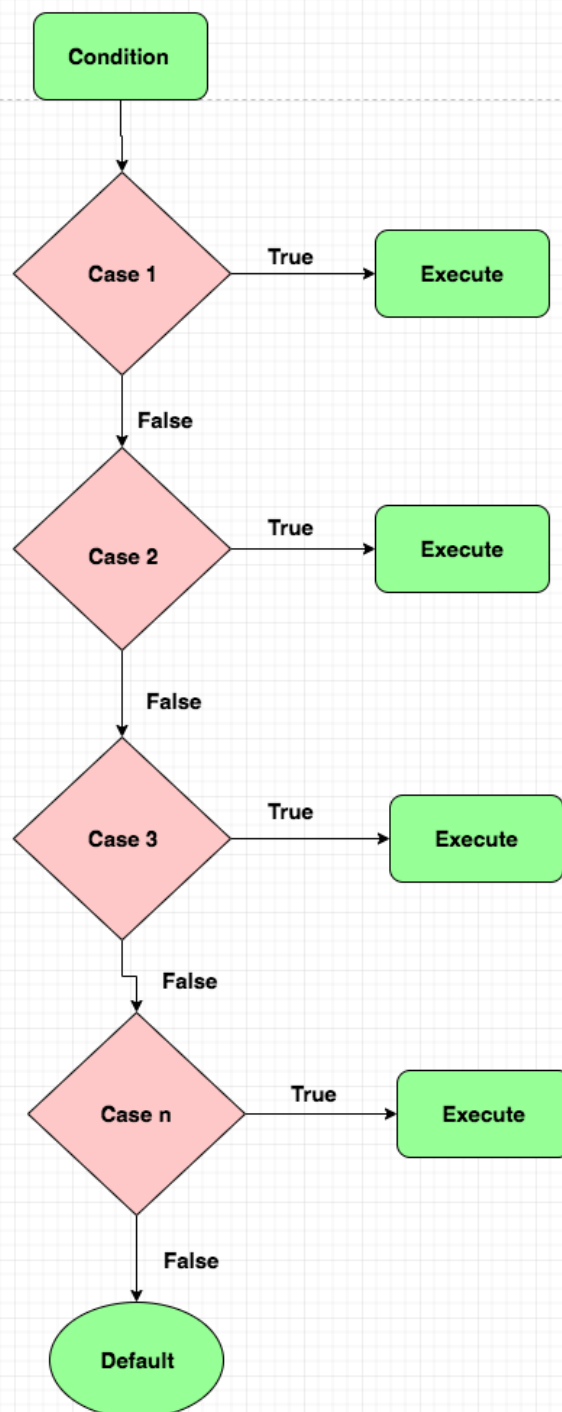 Condition
Case 1
True
Execute
False
Case 2
True
Execute
False
Case 3
True
Execute
False
Case n
True
Execute
False
Default